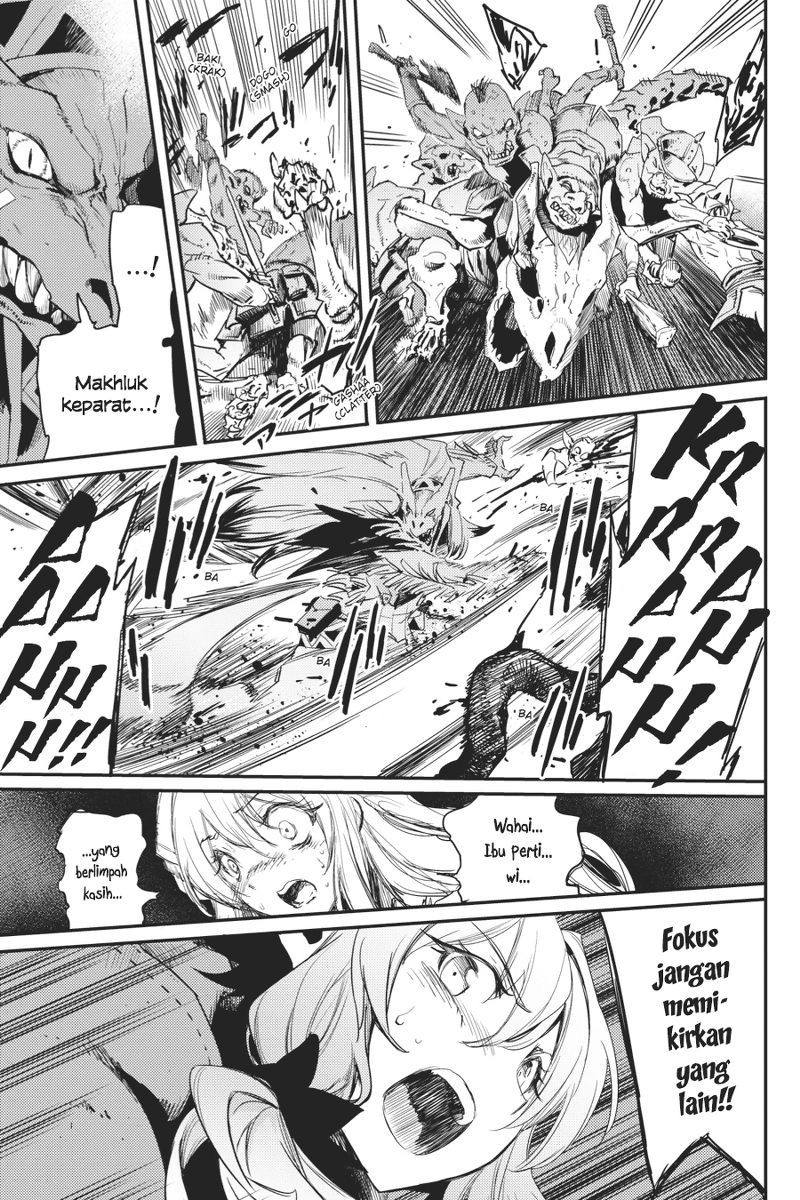 GO
DOGO
(SMASH)
BAKI
(KRAK)
GASHAA
(CLATTER)
...!
Makhluk
keparat...!
BA
BA
BA
BA
BA
Wahai...
Ibu perti...
wi...
...yang
berlimpah
kasih...
Fokus
jangan
memi-
kirkan
yang
lain!!